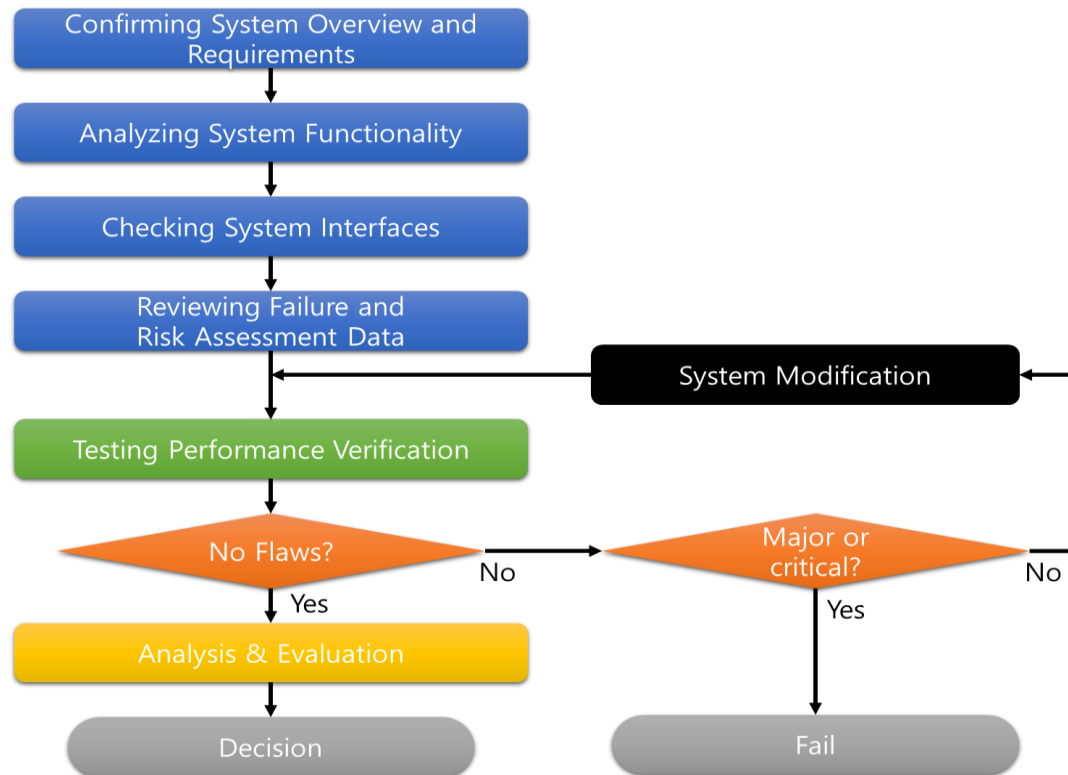 Confirming System Overview and
Requirements
Analyzing System Functionality
Checking System Interfaces
Reviewing Failure and
Risk Assessment Data
System Modification
Testing Performance Verification
No Flaws?
No
Major or
critical?
No
Yes
Yes
Analysis & Evaluation
Decision
Fail